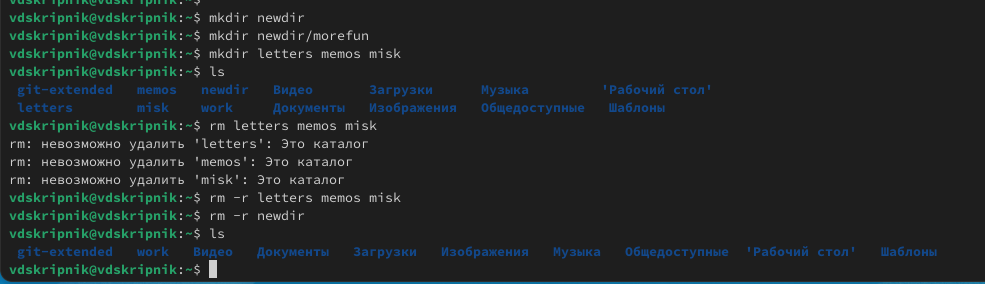 vdskripnik@vdskripnik:~$ mkdir newdir
vdskripnik@vdskripnik:~$ mkdir newdir/morefun
vdskripnik@vdskripnik:~$ mkdir letters memos misk
vdskripnik@vdskripnik:~$ ls
git-extended memos newdir Видео Загрузки Музыка 'Рабочий стол'
letters misk work Документы Изображения Общедоступные Шаблоны
vdskripnik@vdskripnik:~$ rm letters memos misk
rm: невозможно удалить 'letters': Это каталог
rm: невозможно удалить 'memos': Это каталог
rm: невозможно удалить 'misk': Это каталог
vdskripnik@vdskripnik:~$ rm -r letters memos misk
vdskripnik@vdskripnik:~$ rm -r newdir
vdskripnik@vdskripnik:~$ ls
git-extended work Видео Документы Загрузки Изображения Музыка Общедоступные 'Рабочий стол' Шаблоны
vdskripnik@vdskripnik:~$